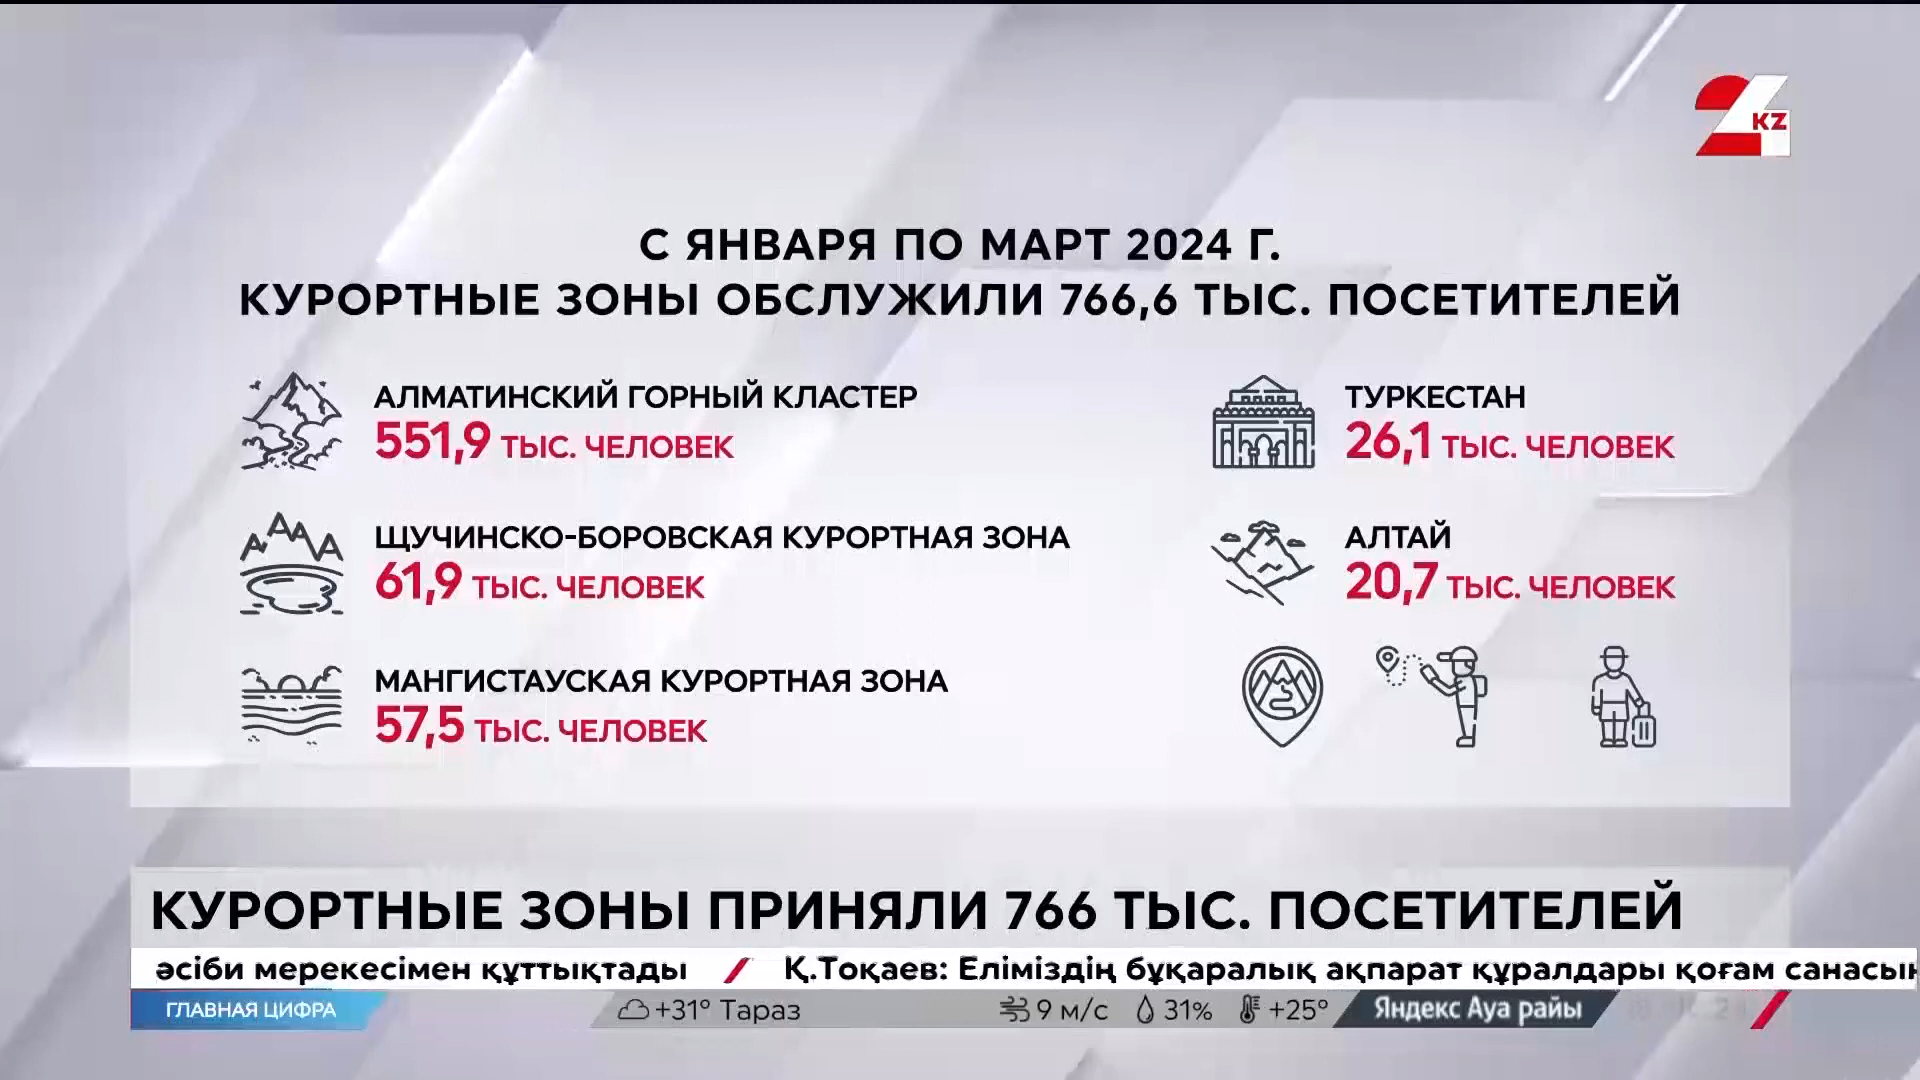 24 KZ
С ЯНВАРЯ ПО МАРТ 2024 Г.
КУРОРТНЫЕ ЗОНЫ ОБСЛУЖИЛИ 766,6 ТЫС. ПОСЕТИТЕЛЕЙ
АЛМАТИНСКИЙ ГОРНЫЙ КЛАСТЕР
551,9 ТЫС. ЧЕЛОВЕК
ЩУЧИНСКО-БОРОВСКАЯ КУРОРТНАЯ ЗОНА
61,9 ТЫС. ЧЕЛОВЕК
МАНГИСТАУСКАЯ КУРОРТНАЯ ЗОНА
57,5 ТЫС. ЧЕЛОВЕК
ТУРКЕСТАН
26,1 ТЫС. ЧЕЛОВЕК
АЛТАЙ
20,7 ТЫС. ЧЕЛОВЕК
КУРОРТНЫЕ ЗОНЫ ПРИНЯЛИ 766 ТЫС. ПОСЕТИТЕЛЕЙ
әсіби мерекесімен құттықтады / Қ.Тоқаев: Еліміздің бұқаралық ақпарат құралдары қоғам санасын
ГЛАВНАЯ ЦИФРА +31° Тараз 9 м/с 31% +25° Яндекс Ауа райы